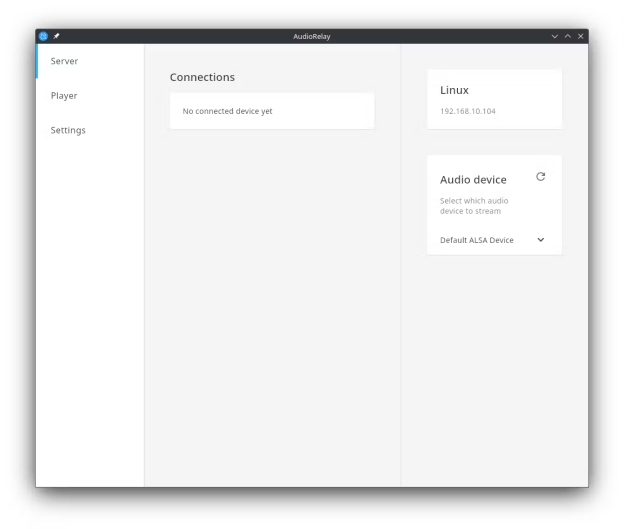 AudioRelay
Server
Player
Settings
Connections
No connected device yet
Linux
192.168.10.104
Audio device
Select which audio
device to stream
Default ALSA Device